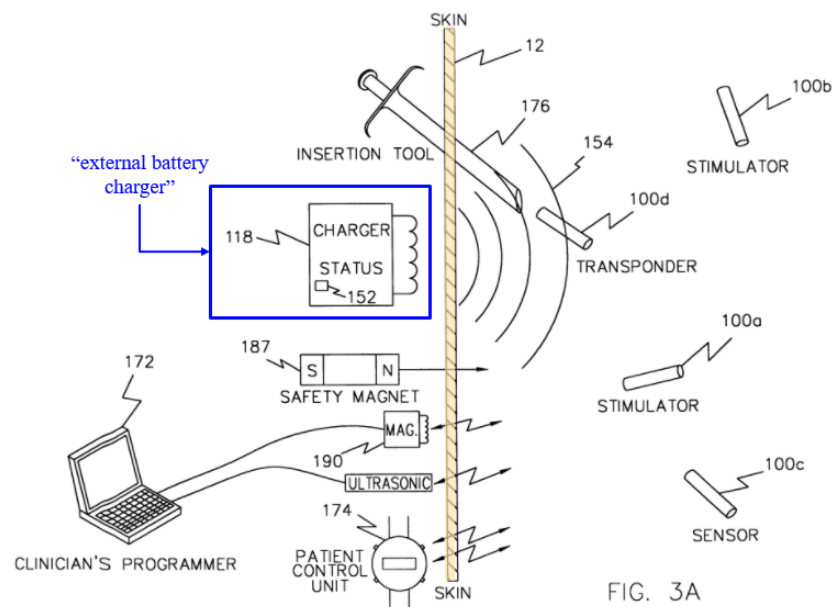 SKIN
12
176
100b
154
INSERTION TOOL
STIMULATOR
“external battery
charger”
100d
118
CHARGER
STATUS
152
TRANSPONDER
187
S
N
SAFETY MAGNET
100a
STIMULATOR
172
MAG.
190
ULTRASONIC
100c
SENSOR
174
CLINICIAN'S PROGRAMMER
PATIENT
CONTROL
UNIT
SKIN
FIG. 3A